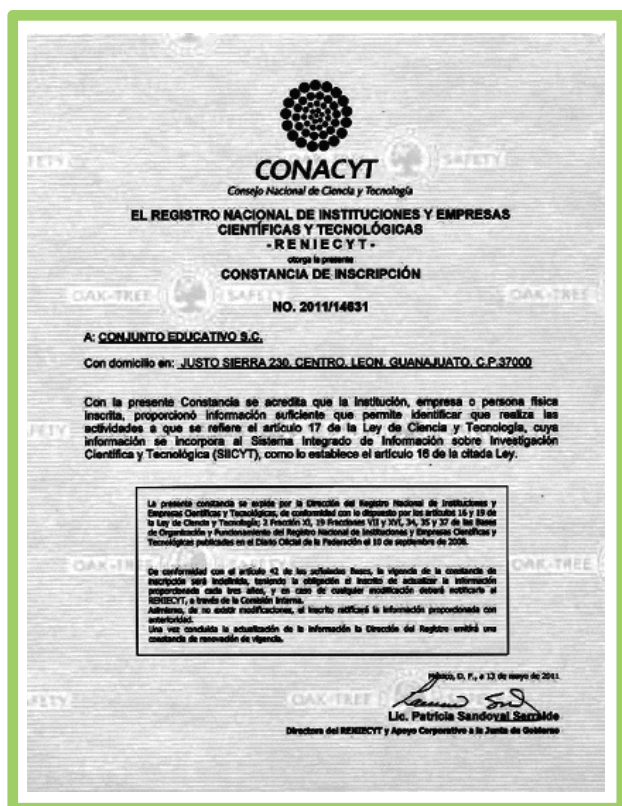 CONACYT
Consejo Nacional de Ciencia y Tecnología
EL REGISTRO NACIONAL DE INSTITUCIONES Y EMPRESAS
CIENTÍFICAS Y TECNOLÓGICAS
- R E N I E C Y T -
otorga la presente
CONSTANCIA DE INSCRIPCIÓN
OAK-TREE SAFETY OAK-TREE
NO. 2011/14631
A: CONJUNTO EDUCATIVO S.C.
Con domicilio en: JUSTO SIERRA 230, CENTRO, LEON, GUANAJUATO, C.P.37000
Con la presente Constancia se acredita que la institución, empresa o persona física
inscrita, proporcionó información suficiente que permite identificar que realiza las
actividades a que se refiere el artículo 17 de la Ley de Ciencia y Tecnología, cuya
información se incorpora al Sistema Integrado de Información sobre Investigación
Científica y Tecnológica (SIICYT), como lo establece el artículo 16 de la citada Ley.
La presente constancia se expide por la Dirección del Registro Nacional de Instituciones y
Empresas Científicas y Tecnológicas, de conformidad con lo dispuesto por los artículos 16 y 19 de
la Ley de Ciencia y Tecnología; 2 Fracción XI, 19 Fracciones VII y XVI, 34, 35 y 37 de las Bases
de Organización y Funcionamiento del Registro Nacional de Instituciones y Empresas Científicas y
Tecnológicas publicadas en el Diario Oficial de la Federación el 10 de septiembre de 2008.
De conformidad con el artículo 42 de las señaladas Bases, la vigencia de la constancia de
inscripción será indefinida, teniendo la obligación el inscrito de actualizar la información
proporcionada cada tres años, y en caso de cualquier modificación deberá notificarlo al
RENIECYT, a través de la Comisión Interna.
Asimismo, de no existir modificaciones, el inscrito ratificará la información proporcionada con
anterioridad.
Una vez concluida la actualización de la información la Dirección del Registro emitirá una
constancia de renovación de vigencia.
México, D. F., a 13 de mayo de 2011
Lic. Patricia Sandoval Serralde
Directora del RENIECYT y Apoyo Corporativo a la Junta de Gobierno